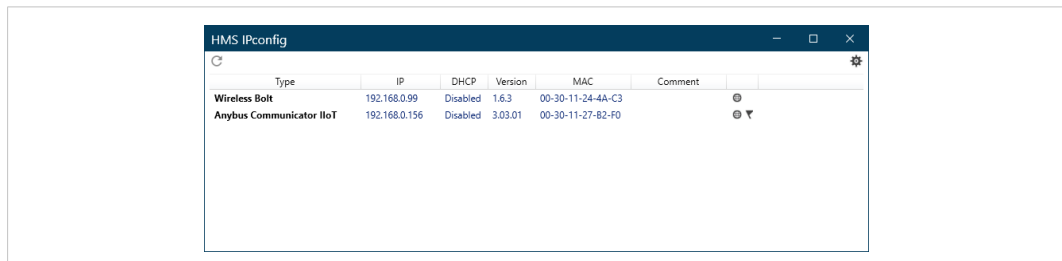 HMS IPconfig
Type IP DHCP Version MAC Comment
Wireless Bolt 192.168.0.99 Disabled 1.6.3 00-30-11-24-4A-C3
Anybus Communicator IIoT 192.168.0.156 Disabled 3.03.01 00-30-11-27-B2-F0